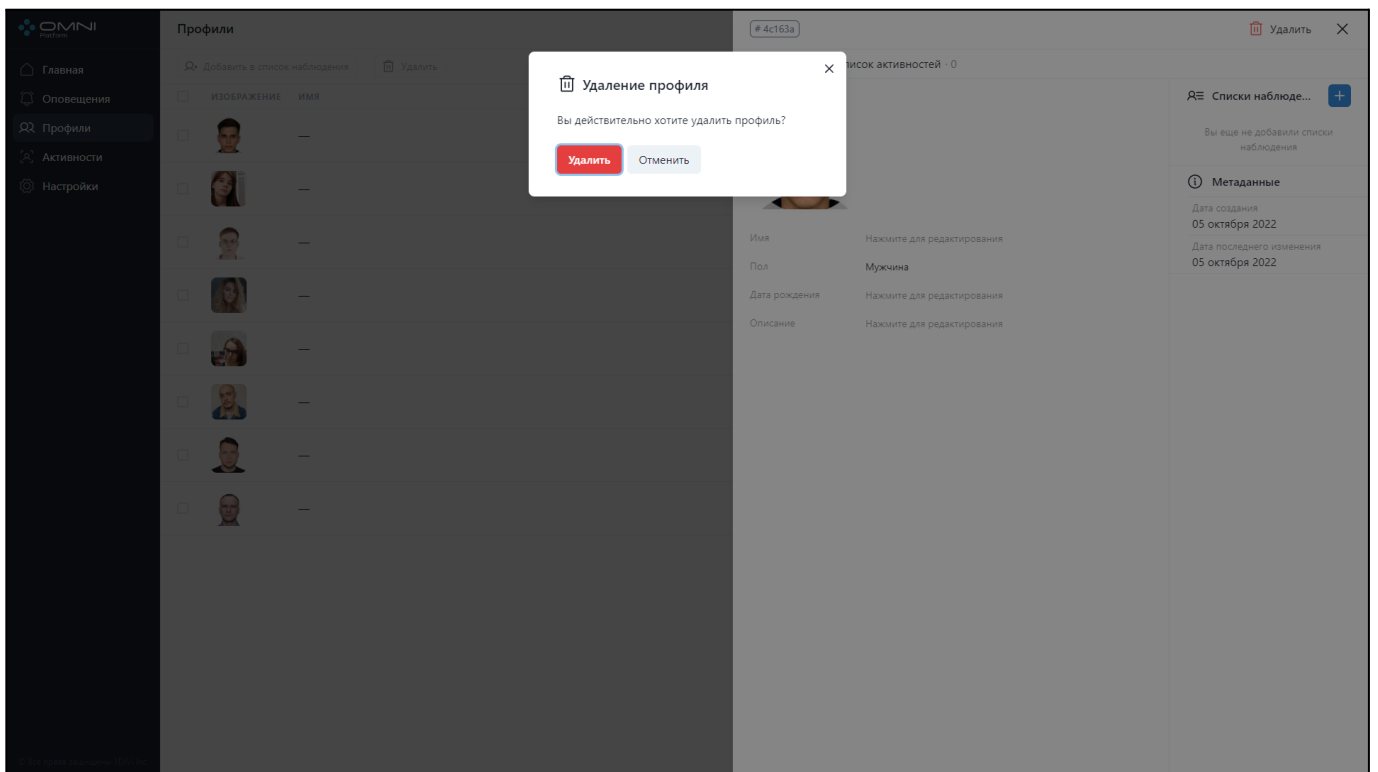 OMNI
Platform
Главная
Оповещения
Профили
Активности
Настройки
Профили
Добавить в список наблюдение
Удалить
ИЗОБРАЖЕНИЕ ИМЯ
—
—
—
—
—
—
—
—
Удаление профиля
Вы действительно хотите удалить профиль?
Удалить Отменить
# 4c163a
Удалить
активностей · 0
Имя Нажмите для редактирования
Пол Мужчина
Дата рождения Нажмите для редактирования
Описание Нажмите для редактирования
Списки наблюде...
Вы еще не добавили списки
наблюдения
Метаданные
Дата создания
05 октября 2022
Дата последнего изменения
05 октября 2022